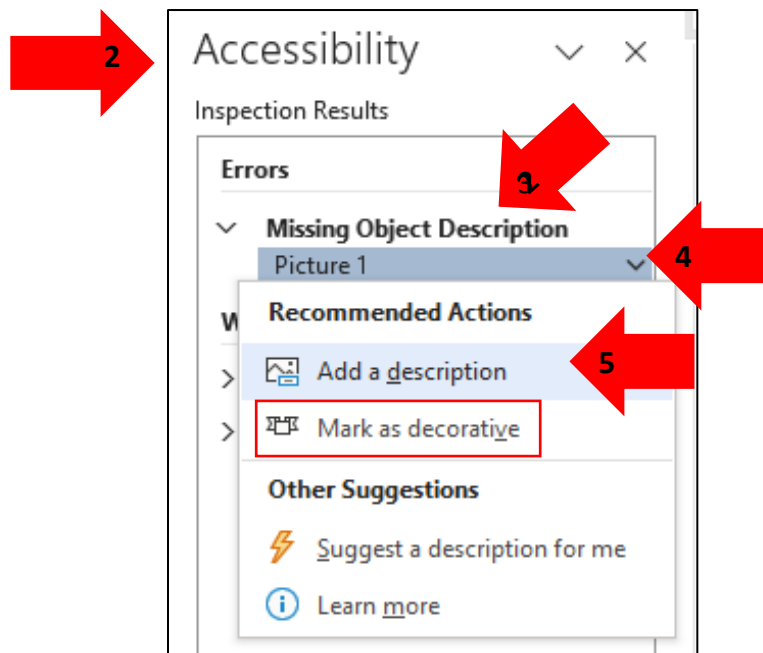 2
Accessibility
Inspection Results
Errors
3
Missing Object Description
Picture 1
4
Recommended Actions
Add a description
5
Mark as decorative
Other Suggestions
Suggest a description for me
Learn more